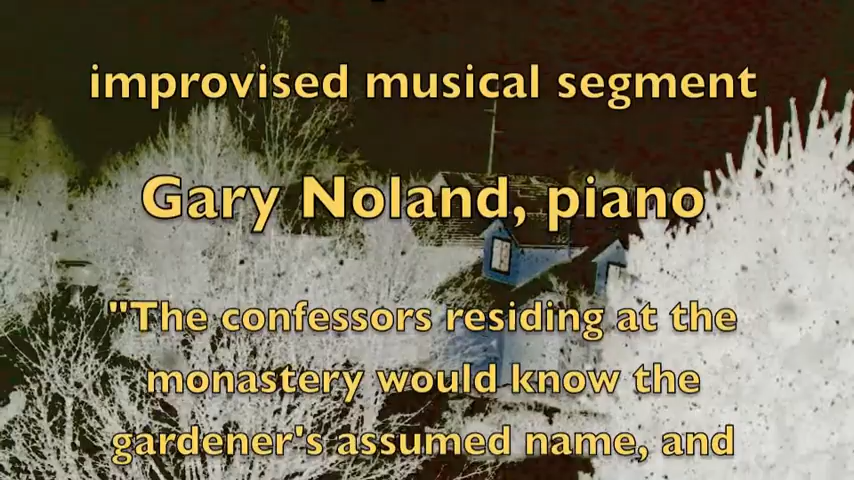 improvised musical segment
Gary Noland, piano
"The confessors residing at the
monastery would know the
gardener's assumed name, and